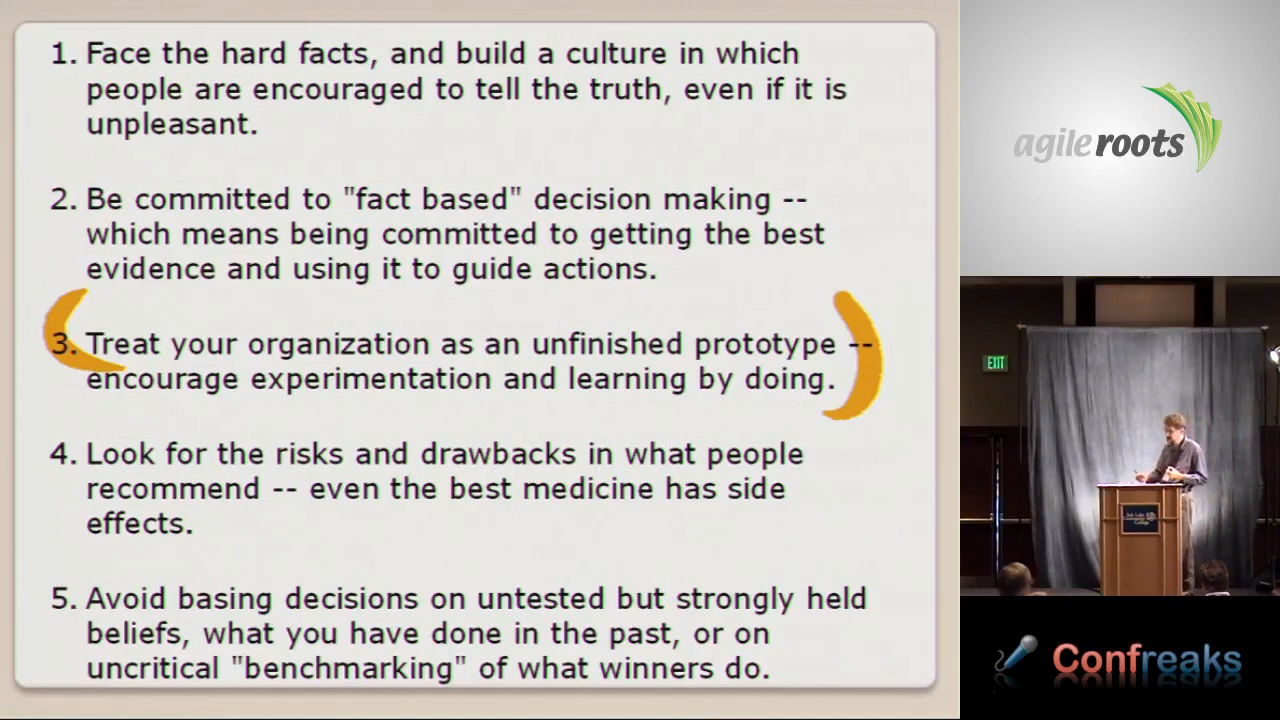 1. Face the hard facts, and build a culture in which
people are encouraged to tell the truth, even if it is
unpleasant.
2. Be committed to "fact based" decision making --
which means being committed to getting the best
evidence and using it to guide actions.
3. Treat your organization as an unfinished prototype --
encourage experimentation and learning by doing.
4. Look for the risks and drawbacks in what people
recommend -- even the best medicine has side
effects.
5. Avoid basing decisions on untested but strongly held
beliefs, what you have done in the past, or on
uncritical "benchmarking" of what winners do.
agile roots
EXIT
Salt Lake
Community
College
Confreaks